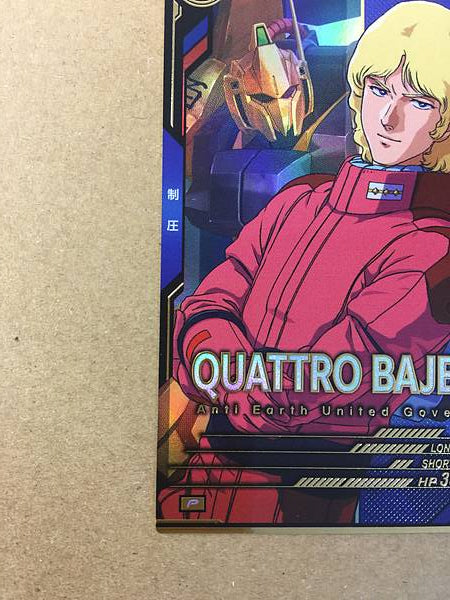 制圧
QUATTRO BAJE
Anti Earth United Gove
LON
SHOR
HP 3
P